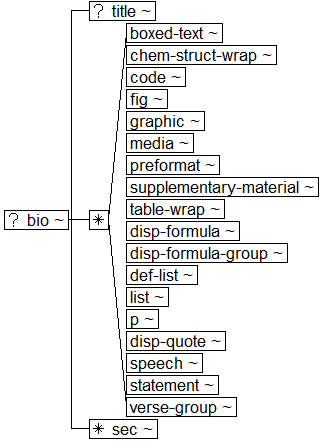 ? title ~
boxed-text ~
chem-struct-wrap ~
code ~
fig ~
graphic ~
media ~
preformat ~
supplementary-material ~
? bio ~
* table-wrap ~
disp-formula ~
disp-formula-group ~
def-list ~
list ~
p ~
disp-quote ~
speech ~
statement ~
verse-group ~
* sec ~